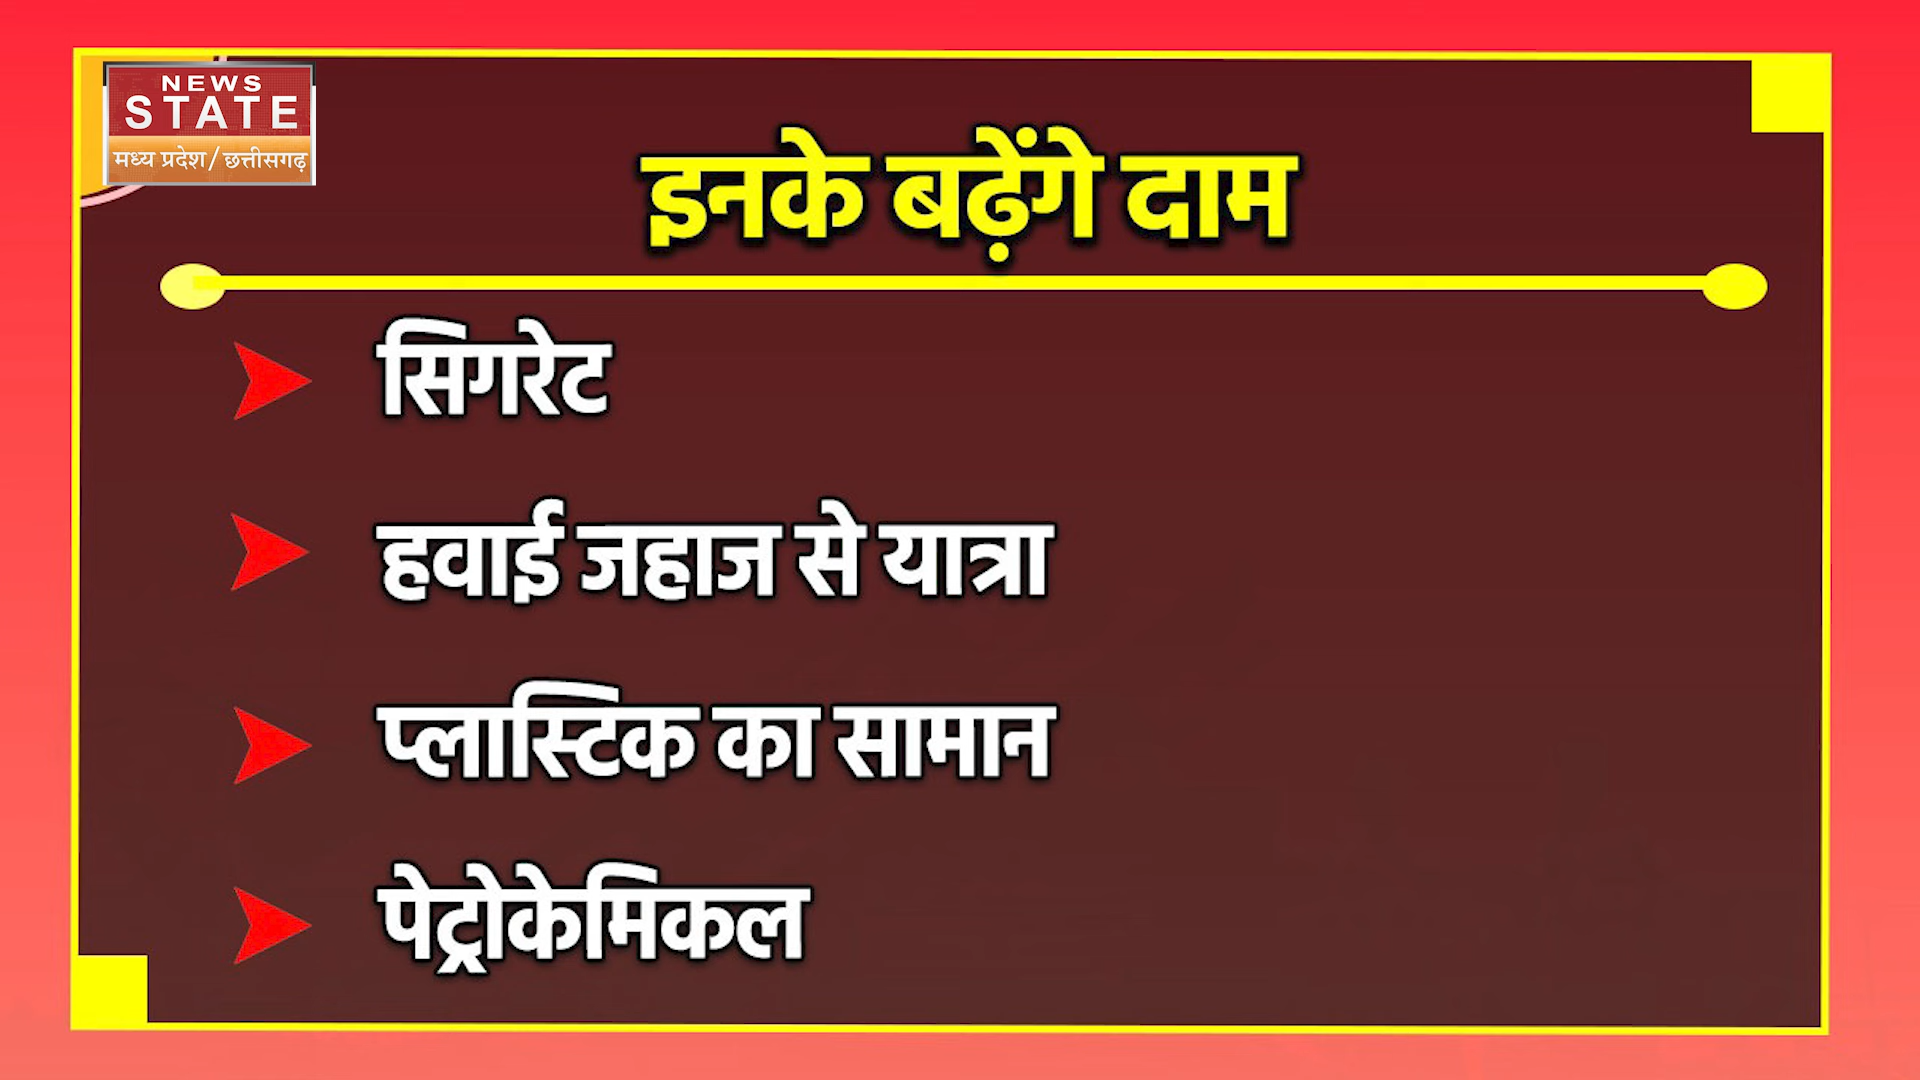 NEWS
STATE
मध्य प्रदेश/छत्तीसगढ़
इनके बढ़ेंगे दाम
सिगरेट
हवाई जहाज से यात्रा
प्लास्टिक का सामान
पेट्रोकेमिकल